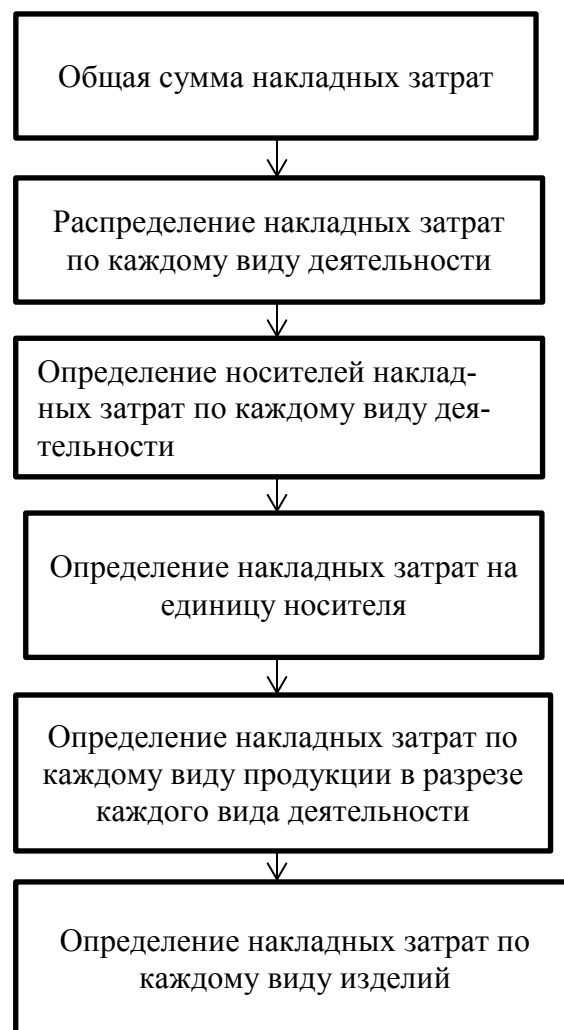 Общая сумма накладных затрат
Распределение накладных затрат
по каждому виду деятельности
Определение носителей наклад-
ных затрат по каждому виду дея-
тельности
Определение накладных затрат на
единицу носителя
Определение накладных затрат по
каждому виду продукции в разрезе
каждого вида деятельности
Определение накладных затрат по
каждому виду изделий